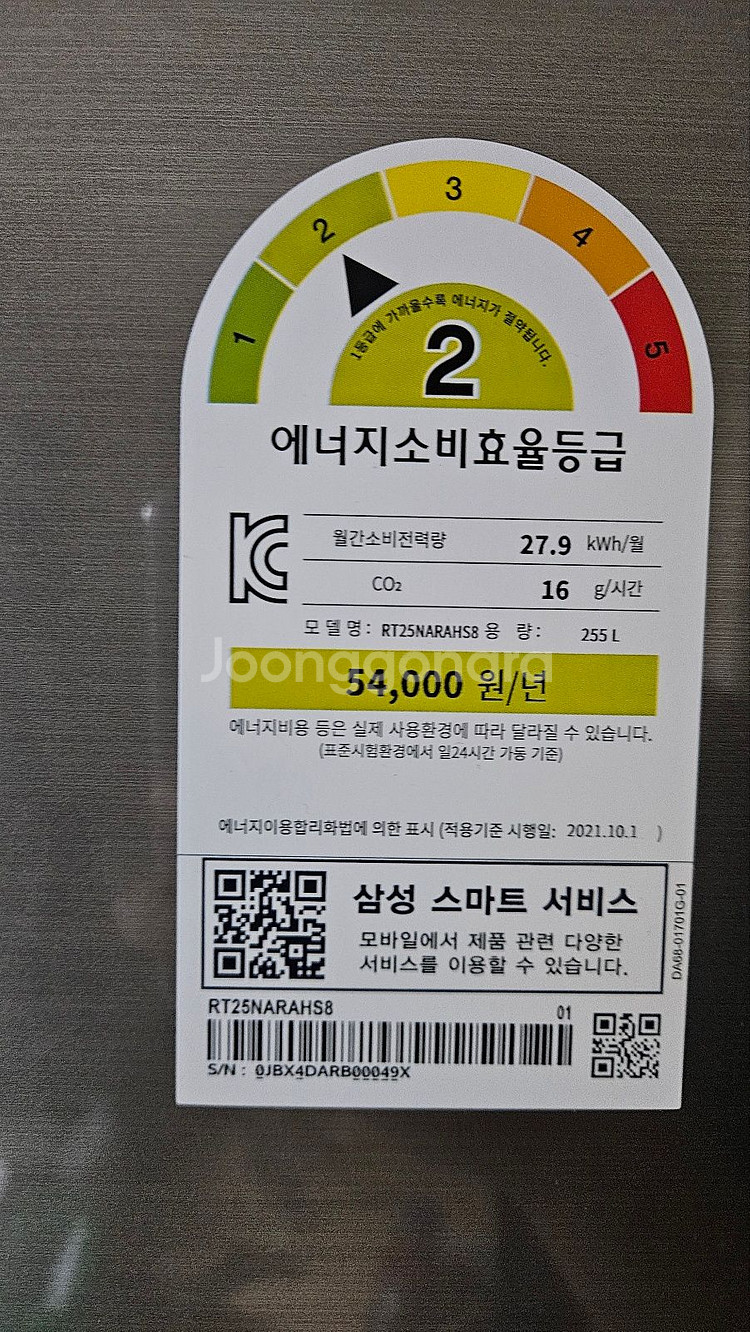 1
2
3
4
5
1등급에 가까울수록 에너지가 절약됩니다.
2
에너지소비효율등급
월간소비전력량 27.9 kWh/월
CO₂ 16 g/시간
모 델 명 : RT25NARAHS8 용 량 : 255 L
Joonggonara
54,000 원/년
에너지비용 등은 실제 사용환경에 따라 달라질 수 있습니다.
(표준시험환경에서 일24시간 가동 기준)
에너지이용합리화법에 의한 표시 (적용기준 시행일: 2021.10.1 )
삼성 스마트 서비스
모바일에서 제품 관련 다양한
서비스를 이용할 수 있습니다.
DA68-01701G-01
RT25NARAHS8 01
S/N : 0JBX4DARB00049X